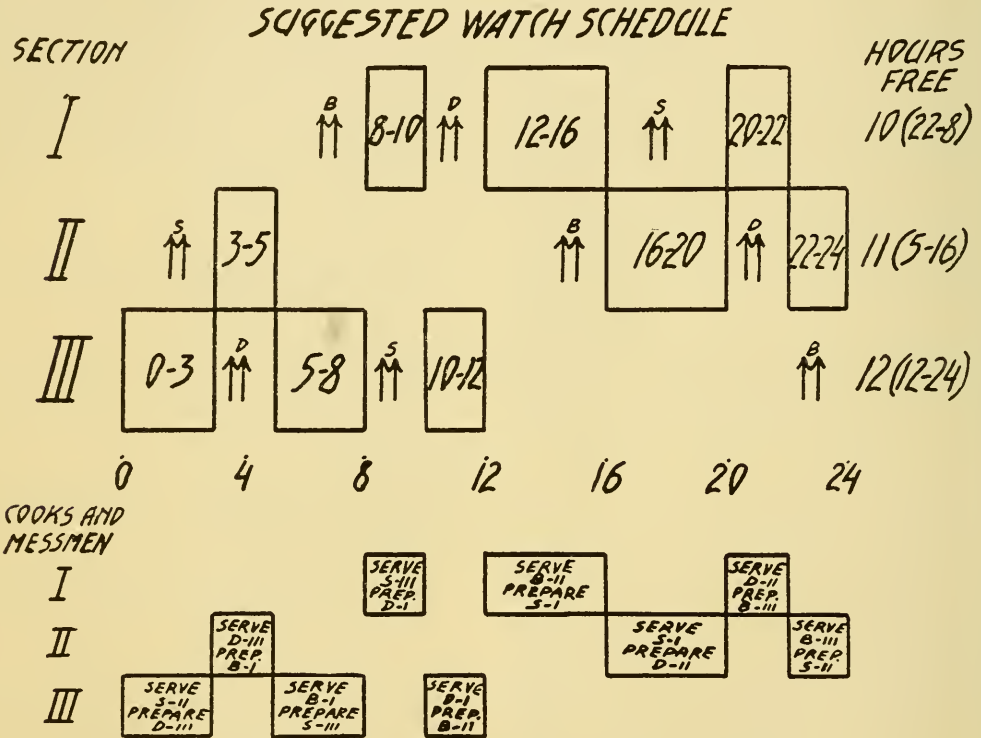 SUGGESTED WATCH SCHEDULE
SECTION
HOURS
FREE
I
B
8-10
D
12-16
S
20-22
10 (22-8)
II
S
3-5
B
16-20
D
22-24
11 (5-16)
III
0-3
D
5-8
S
10-12
B
12 (12-24)
0 4 8 12 16 20 24
COOKS AND
MESSMEN
I
SERVE
S-III
PREP.
D-I
SERVE
B-II
PREPARE
S-I
SERVE
D-II
PREP.
B-III
II
SERVE
D-III
PREP.
B-I
SERVE
S-I
PREPARE
D-II
SERVE
B-III
PREP.
S-II
III
SERVE
S-II
PREPARE
D-III
SERVE
B-I
PREPARE
S-III
SERVE
D-I
PREP.
B-II